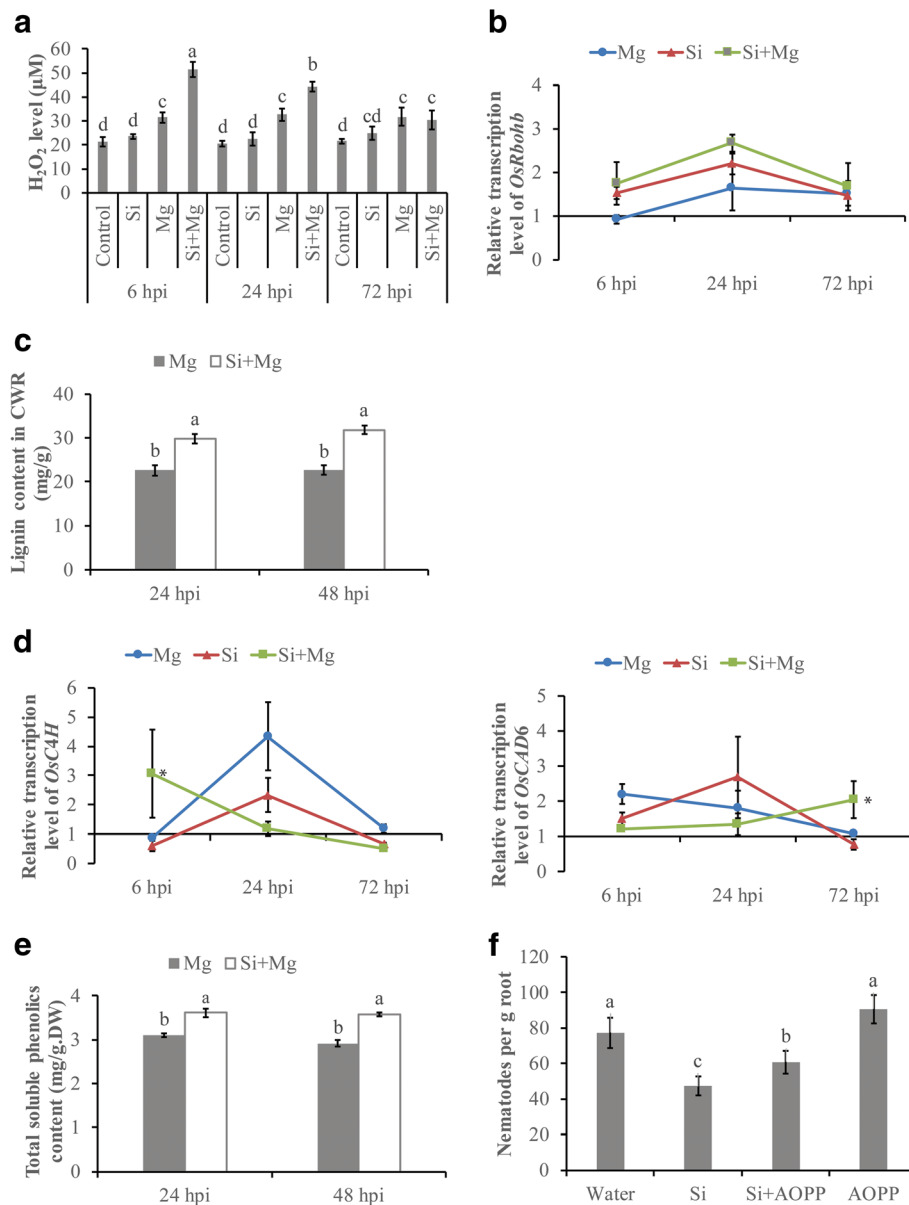 a
H₂O₂ level (µM)
60
50
40
30
20
10
0
d d c a d d c b d cd c c
Control Si Mg Si+Mg Control Si Mg Si+Mg Control Si Mg Si+Mg
6 hpi 24 hpi 72 hpi
b
Mg Si Si+Mg
Relative transcription
level of OsRbohb
4
3
2
1
0
6 hpi 24 hpi 72 hpi
c
Mg Si+Mg
Lignin content in CWR
(mg/g)
40
30
20
10
0
b a b a
24 hpi 48 hpi
d
Mg Si Si+Mg
Relative transcription
level of OsC4H
6
5
4
3
2
1
0
*
6 hpi 24 hpi 72 hpi
Mg Si Si+Mg
Relative transcription
level of OsCAD6
5
4
3
2
1
0
*
6 hpi 24 hpi 72 hpi
e
Mg Si+Mg
Total soluble phenolics
content (mg/g.DW)
4
3
2
1
0
b a b a
24 hpi 48 hpi
f
Nematodes per g root
120
100
80
60
40
20
0
a c b a
Water Si Si+AOPP AOPP